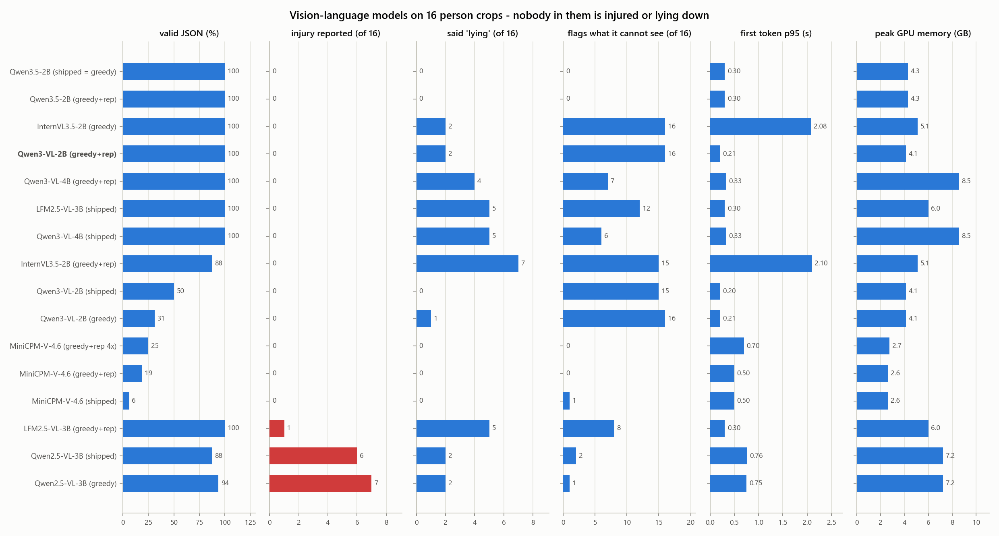 Vision-language models on 16 person crops - nobody in them is injured or lying down
valid JSON (%) injury reported (of 16) said 'lying' (of 16) flags what it cannot see (of 16) first token p95 (s) peak GPU memory (GB)
Qwen3.5-2B (shipped = greedy) 100 0 0 0 0.30 4.3
Qwen3.5-2B (greedy+rep) 100 0 0 0 0.30 4.3
InternVL3.5-2B (greedy) 100 0 2 16 2.08 5.1
Qwen3-VL-2B (greedy+rep) 100 0 2 16 0.21 4.1
Qwen3-VL-4B (greedy+rep) 100 0 4 7 0.33 8.5
LFM2.5-VL-3B (shipped) 100 0 5 12 0.30 6.0
Qwen3-VL-4B (shipped) 100 0 5 6 0.33 8.5
InternVL3.5-2B (greedy+rep) 88 0 7 15 2.10 5.1
Qwen3-VL-2B (shipped) 50 0 0 15 0.20 4.1
Qwen3-VL-2B (greedy) 31 0 1 16 0.21 4.1
MiniCPM-V-4.6 (greedy+rep 4x) 25 0 0 0 0.70 2.7
MiniCPM-V-4.6 (greedy+rep) 19 0 0 0 0.50 2.6
MiniCPM-V-4.6 (shipped) 6 0 0 1 0.50 2.6
LFM2.5-VL-3B (greedy+rep) 100 1 5 8 0.30 6.0
Qwen2.5-VL-3B (shipped) 88 6 2 2 0.76 7.2
Qwen2.5-VL-3B (greedy) 94 7 2 1 0.75 7.2
0 25 50 75 100 125 0 2 4 6 8 0 2 4 6 8 0 5 10 15 20 0.0 0.5 1.0 1.5 2.0 2.5 0 2 4 6 8 10